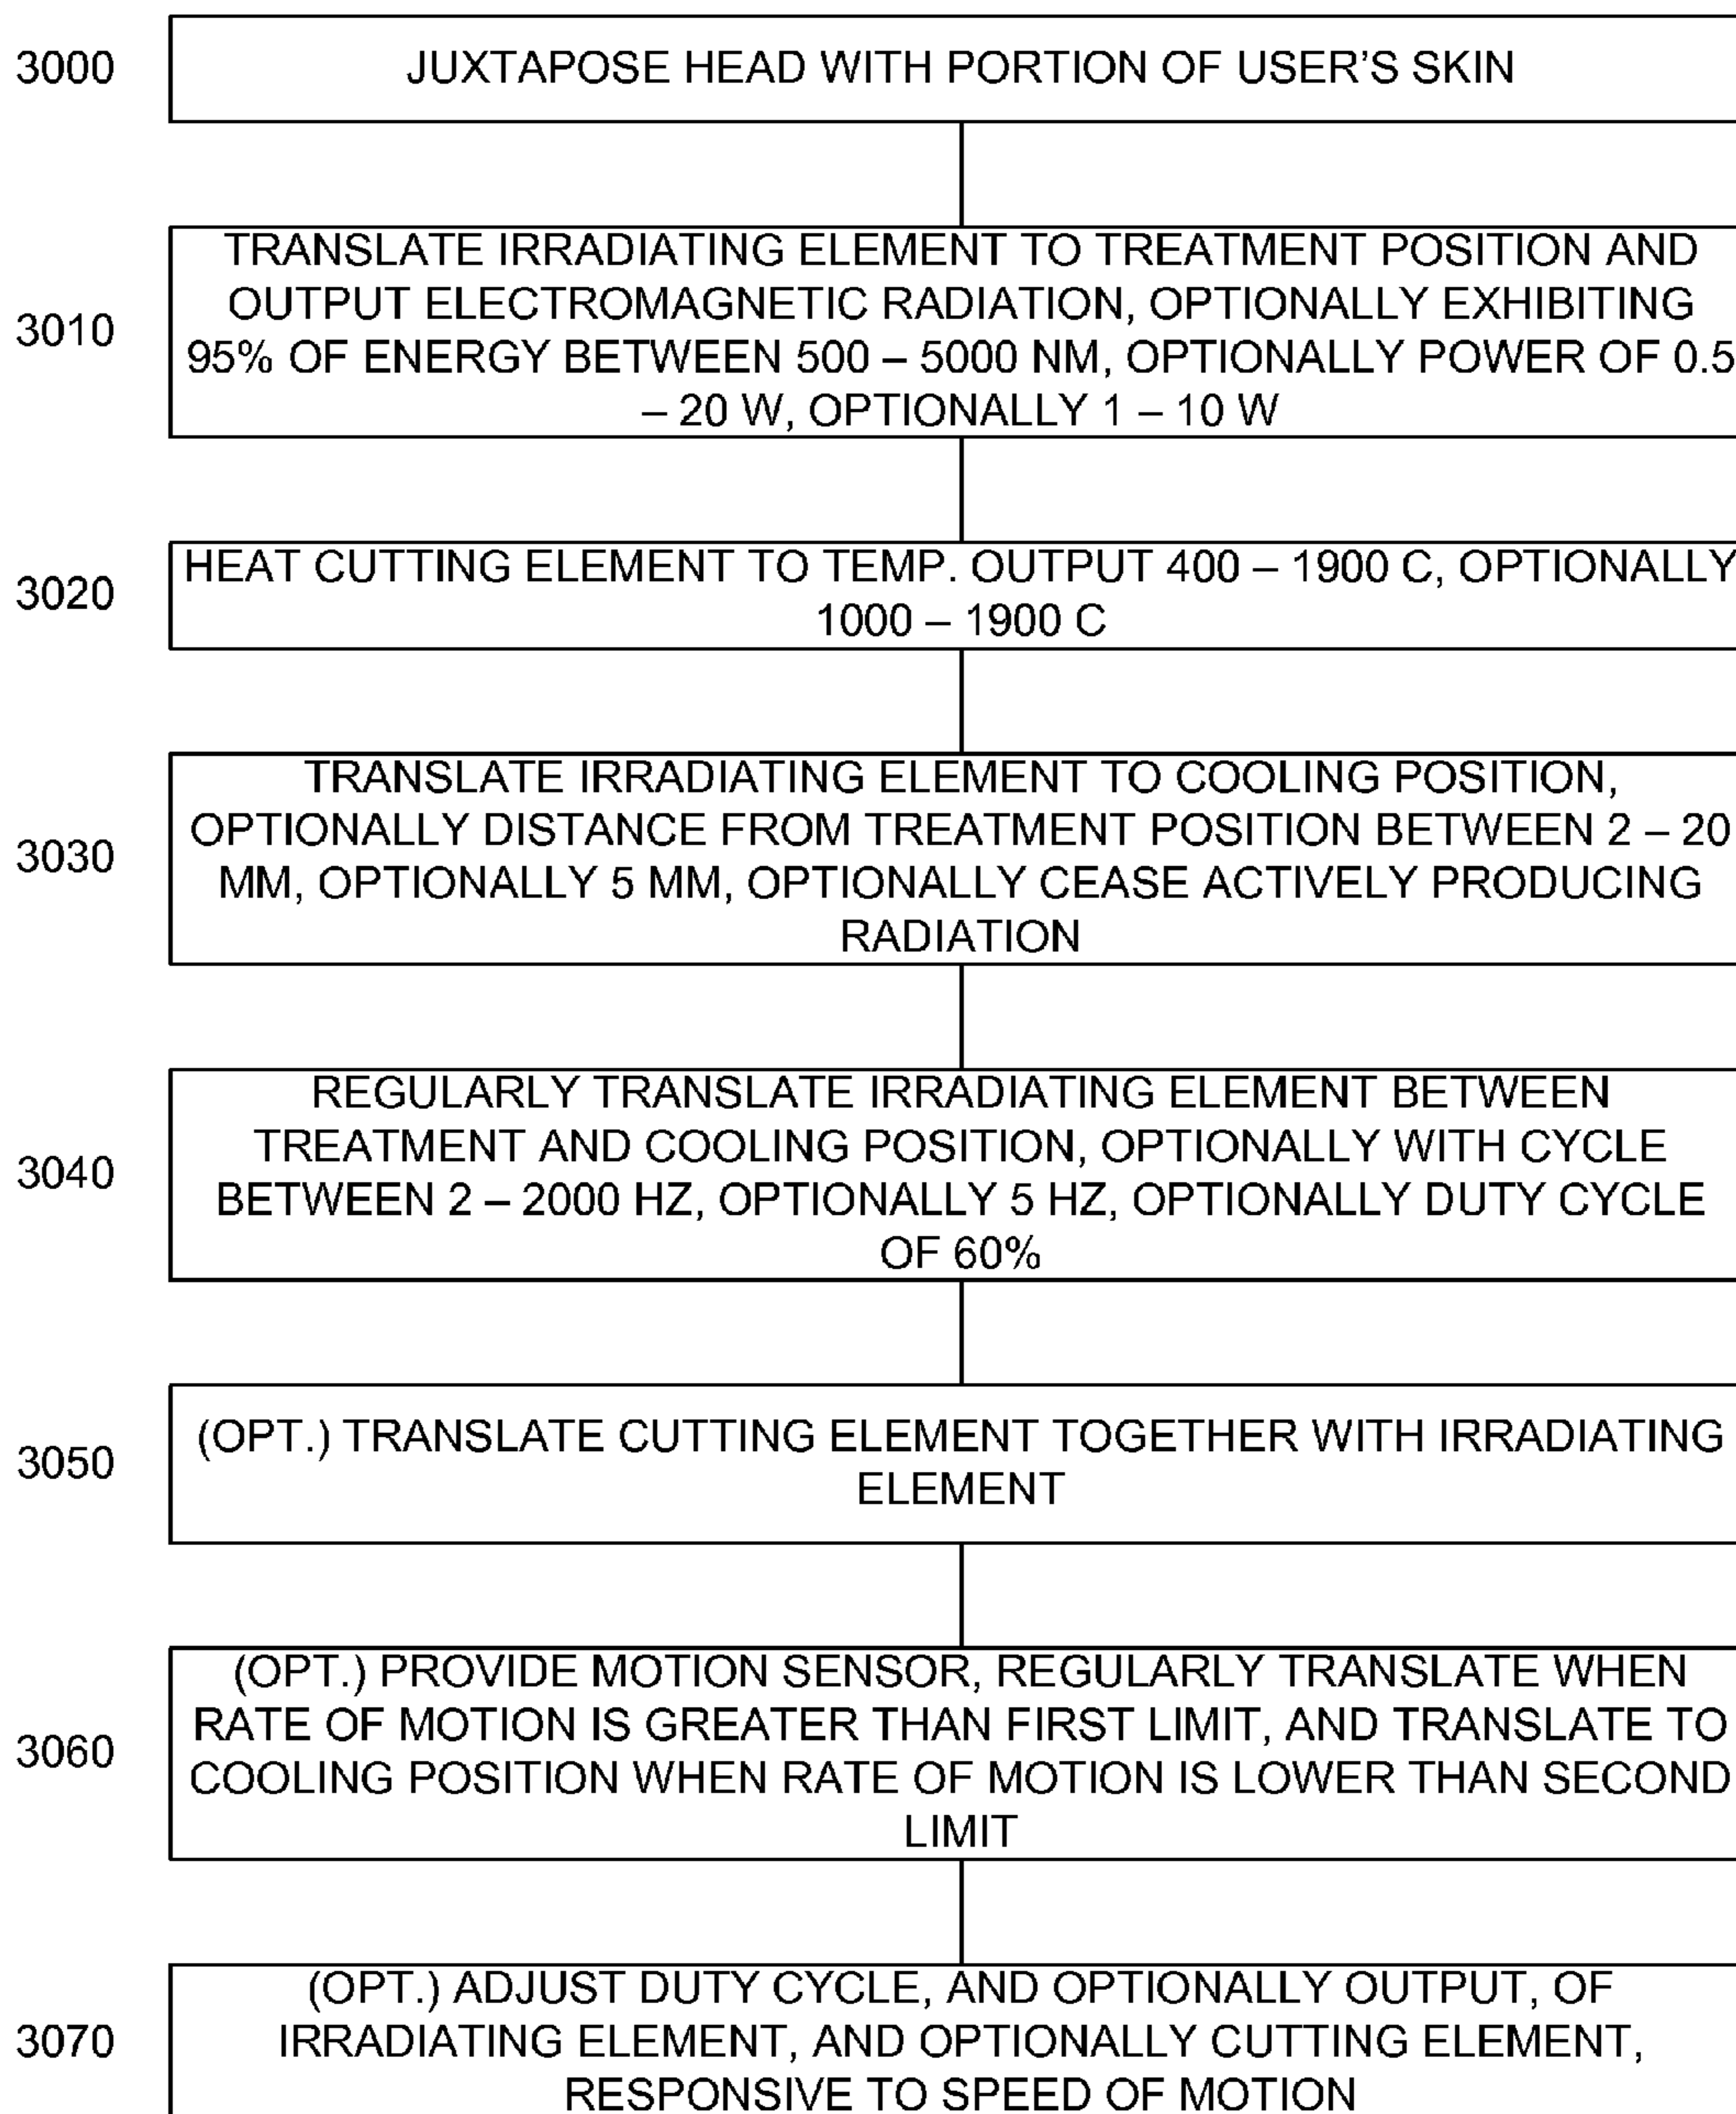 3000
JUXTAPOSE HEAD WITH PORTION OF USER'S SKIN
3010
TRANSLATE IRRADIATING ELEMENT TO TREATMENT POSITION AND
OUTPUT ELECTROMAGNETIC RADIATION, OPTIONALLY EXHIBITING
95% OF ENERGY BETWEEN 500 – 5000 NM, OPTIONALLY POWER OF 0.5
– 20 W, OPTIONALLY 1 – 10 W
3020
HEAT CUTTING ELEMENT TO TEMP. OUTPUT 400 – 1900 C, OPTIONALLY
1000 – 1900 C
3030
TRANSLATE IRRADIATING ELEMENT TO COOLING POSITION,
OPTIONALLY DISTANCE FROM TREATMENT POSITION BETWEEN 2 – 20
MM, OPTIONALLY 5 MM, OPTIONALLY CEASE ACTIVELY PRODUCING
RADIATION
3040
REGULARLY TRANSLATE IRRADIATING ELEMENT BETWEEN
TREATMENT AND COOLING POSITION, OPTIONALLY WITH CYCLE
BETWEEN 2 – 2000 HZ, OPTIONALLY 5 HZ, OPTIONALLY DUTY CYCLE
OF 60%
3050
(OPT.) TRANSLATE CUTTING ELEMENT TOGETHER WITH IRRADIATING
ELEMENT
3060
(OPT.) PROVIDE MOTION SENSOR, REGULARLY TRANSLATE WHEN
RATE OF MOTION IS GREATER THAN FIRST LIMIT, AND TRANSLATE TO
COOLING POSITION WHEN RATE OF MOTION IS LOWER THAN SECOND
LIMIT
3070
(OPT.) ADJUST DUTY CYCLE, AND OPTIONALLY OUTPUT, OF
IRRADIATING ELEMENT, AND OPTIONALLY CUTTING ELEMENT,
RESPONSIVE TO SPEED OF MOTION